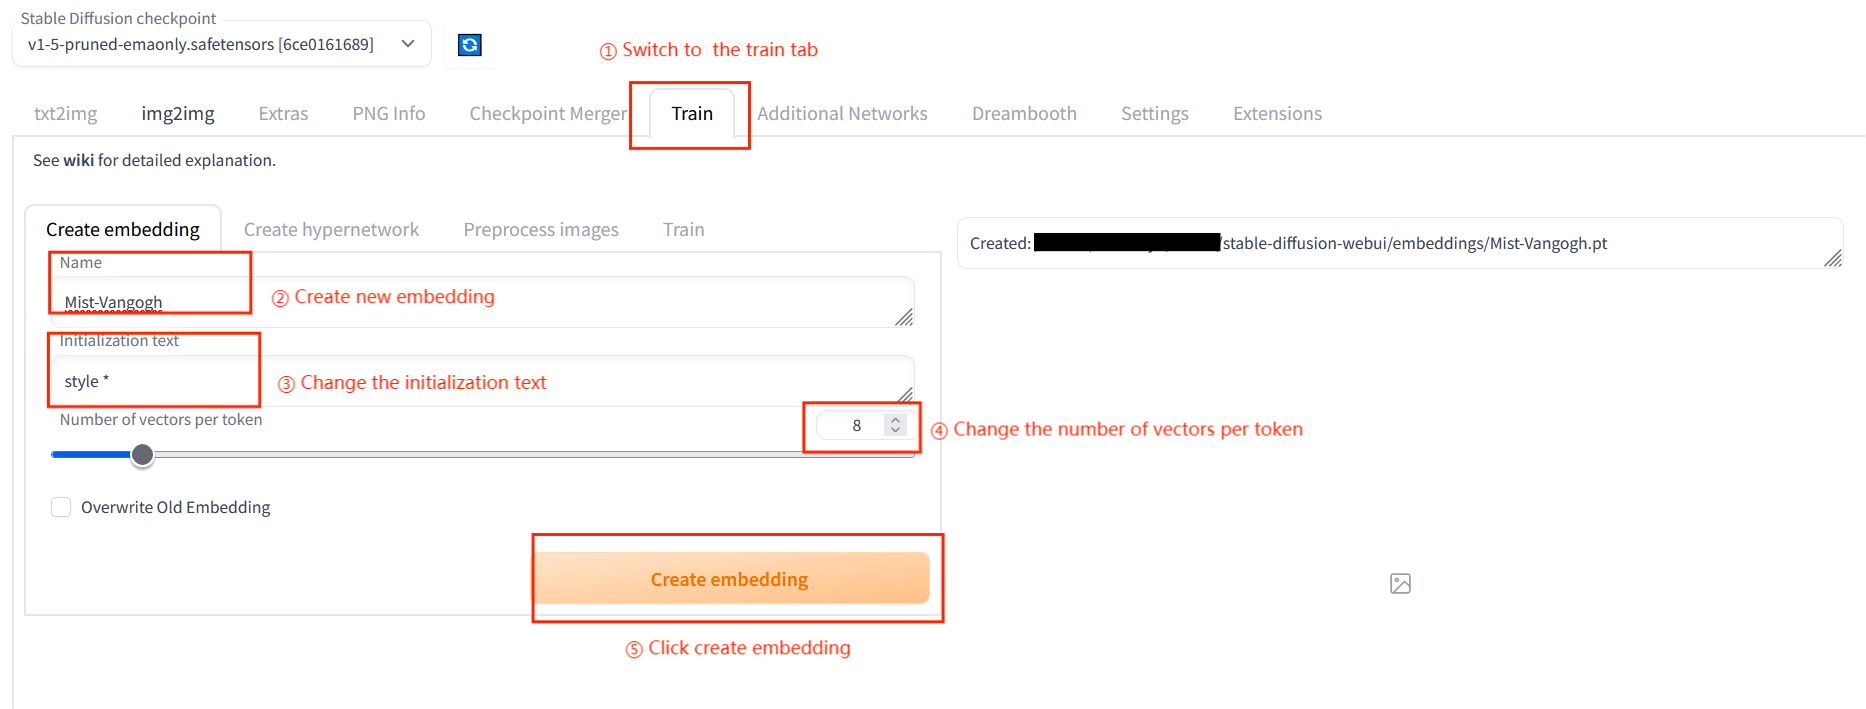 Stable Diffusion checkpoint
v1-5-pruned-emaonly.safetensors [6ce0161689]
① Switch to the train tab
txt2img img2img Extras PNG Info Checkpoint Merger Train Additional Networks Dreambooth Settings Extensions
See wiki for detailed explanation.
Create embedding Create hypernetwork Preprocess images Train
Created: /stable-diffusion-webui/embeddings/Mist-Vangogh.pt
Name
Mist-Vangogh
② Create new embedding
Initialization text
style *
③ Change the initialization text
Number of vectors per token
8
④ Change the number of vectors per token
Overwrite Old Embedding
Create embedding
⑤ Click create embedding